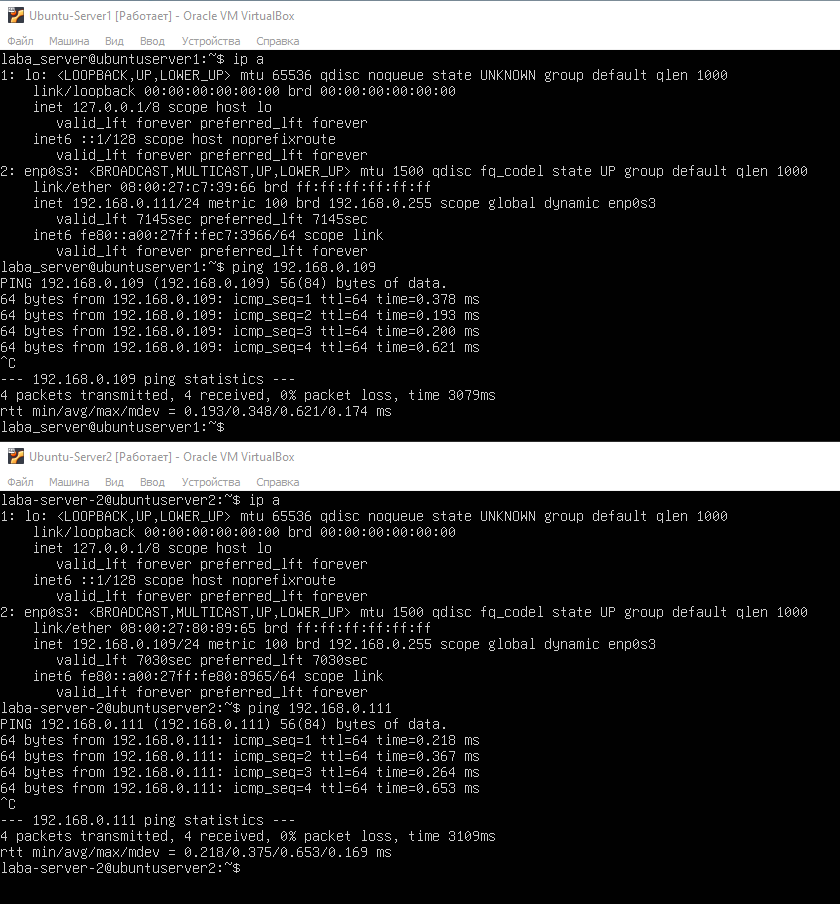 Ubuntu-Server1 [Работает] - Oracle VM VirtualBox
Файл Машина Вид Ввод Устройства Справка
laba_server@ubuntuserver1:~$ ip a
1: lo: <LOOPBACK,UP,LOWER_UP> mtu 65536 qdisc noqueue state UNKNOWN group default qlen 1000
    link/loopback 00:00:00:00:00:00 brd 00:00:00:00:00:00
    inet 127.0.0.1/8 scope host lo
       valid_lft forever preferred_lft forever
    inet6 ::1/128 scope host noprefixroute
       valid_lft forever preferred_lft forever
2: enp0s3: <BROADCAST,MULTICAST,UP,LOWER_UP> mtu 1500 qdisc fq_codel state UP group default qlen 1000
    link/ether 08:00:27:c7:39:66 brd ff:ff:ff:ff:ff:ff
    inet 192.168.0.111/24 metric 100 brd 192.168.0.255 scope global dynamic enp0s3
       valid_lft 7145sec preferred_lft 7145sec
    inet6 fe80::a00:27ff:fec7:3966/64 scope link
       valid_lft forever preferred_lft forever
laba_server@ubuntuserver1:~$ ping 192.168.0.109
PING 192.168.0.109 (192.168.0.109) 56(84) bytes of data.
64 bytes from 192.168.0.109: icmp_seq=1 ttl=64 time=0.378 ms
64 bytes from 192.168.0.109: icmp_seq=2 ttl=64 time=0.193 ms
64 bytes from 192.168.0.109: icmp_seq=3 ttl=64 time=0.200 ms
64 bytes from 192.168.0.109: icmp_seq=4 ttl=64 time=0.621 ms
^C
--- 192.168.0.109 ping statistics ---
4 packets transmitted, 4 received, 0% packet loss, time 3079ms
rtt min/avg/max/mdev = 0.193/0.348/0.621/0.174 ms
laba_server@ubuntuserver1:~$
Ubuntu-Server2 [Работает] - Oracle VM VirtualBox
Файл Машина Вид Ввод Устройства Справка
laba-server-2@ubuntuserver2:~$ ip a
1: lo: <LOOPBACK,UP,LOWER_UP> mtu 65536 qdisc noqueue state UNKNOWN group default qlen 1000
    link/loopback 00:00:00:00:00:00 brd 00:00:00:00:00:00
    inet 127.0.0.1/8 scope host lo
       valid_lft forever preferred_lft forever
    inet6 ::1/128 scope host noprefixroute
       valid_lft forever preferred_lft forever
2: enp0s3: <BROADCAST,MULTICAST,UP,LOWER_UP> mtu 1500 qdisc fq_codel state UP group default qlen 1000
    link/ether 08:00:27:80:89:65 brd ff:ff:ff:ff:ff:ff
    inet 192.168.0.109/24 metric 100 brd 192.168.0.255 scope global dynamic enp0s3
       valid_lft 7030sec preferred_lft 7030sec
    inet6 fe80::a00:27ff:fe80:8965/64 scope link
       valid_lft forever preferred_lft forever
laba-server-2@ubuntuserver2:~$ ping 192.168.0.111
PING 192.168.0.111 (192.168.0.111) 56(84) bytes of data.
64 bytes from 192.168.0.111: icmp_seq=1 ttl=64 time=0.218 ms
64 bytes from 192.168.0.111: icmp_seq=2 ttl=64 time=0.367 ms
64 bytes from 192.168.0.111: icmp_seq=3 ttl=64 time=0.264 ms
64 bytes from 192.168.0.111: icmp_seq=4 ttl=64 time=0.653 ms
^C
--- 192.168.0.111 ping statistics ---
4 packets transmitted, 4 received, 0% packet loss, time 3109ms
rtt min/avg/max/mdev = 0.218/0.375/0.653/0.169 ms
laba-server-2@ubuntuserver2:~$